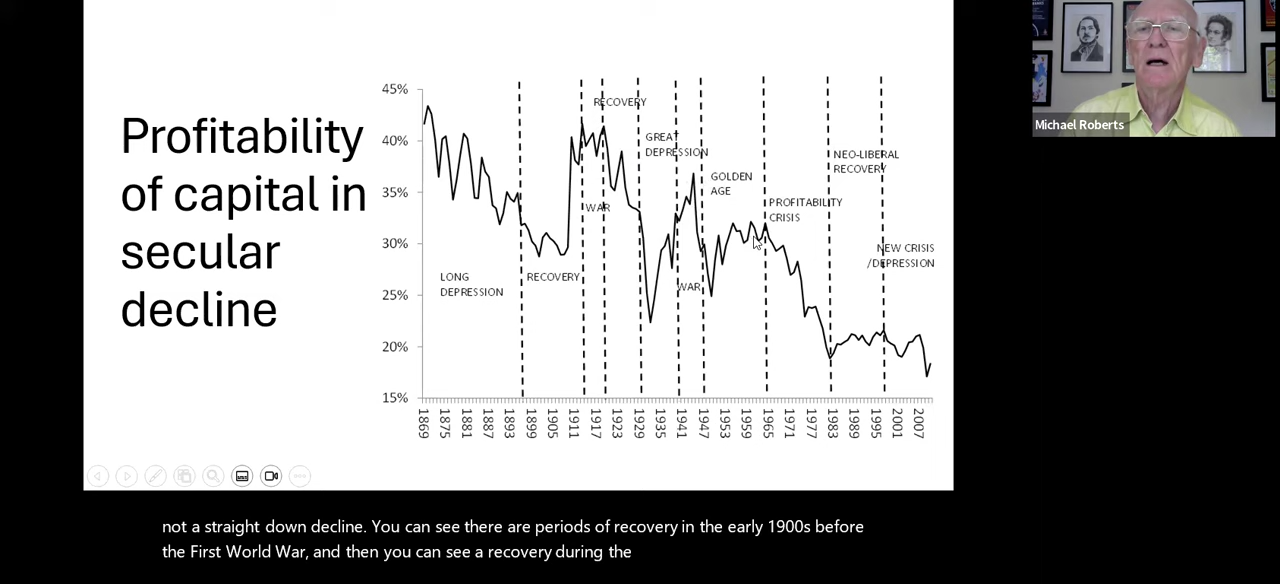 Profitability
of capital in
secular
decline
45%
40%
35%
30%
25%
20%
15%
RECOVERY
GREAT
DEPRESSION
NEO-LIBERAL
RECOVERY
GOLDEN
AGE
PROFITABILITY
CRISIS
WAR
NEW CRISIS
/DEPRESSION
LONG
DEPRESSION
RECOVERY
WAR
1869
1875
1881
1887
1893
1899
1905
1911
1917
1923
1929
1935
1941
1947
1953
1959
1965
1971
1977
1983
1989
1995
2001
2007
Michael Roberts
not a straight down decline. You can see there are periods of recovery in the early 1900s before
the First World War, and then you can see a recovery during the